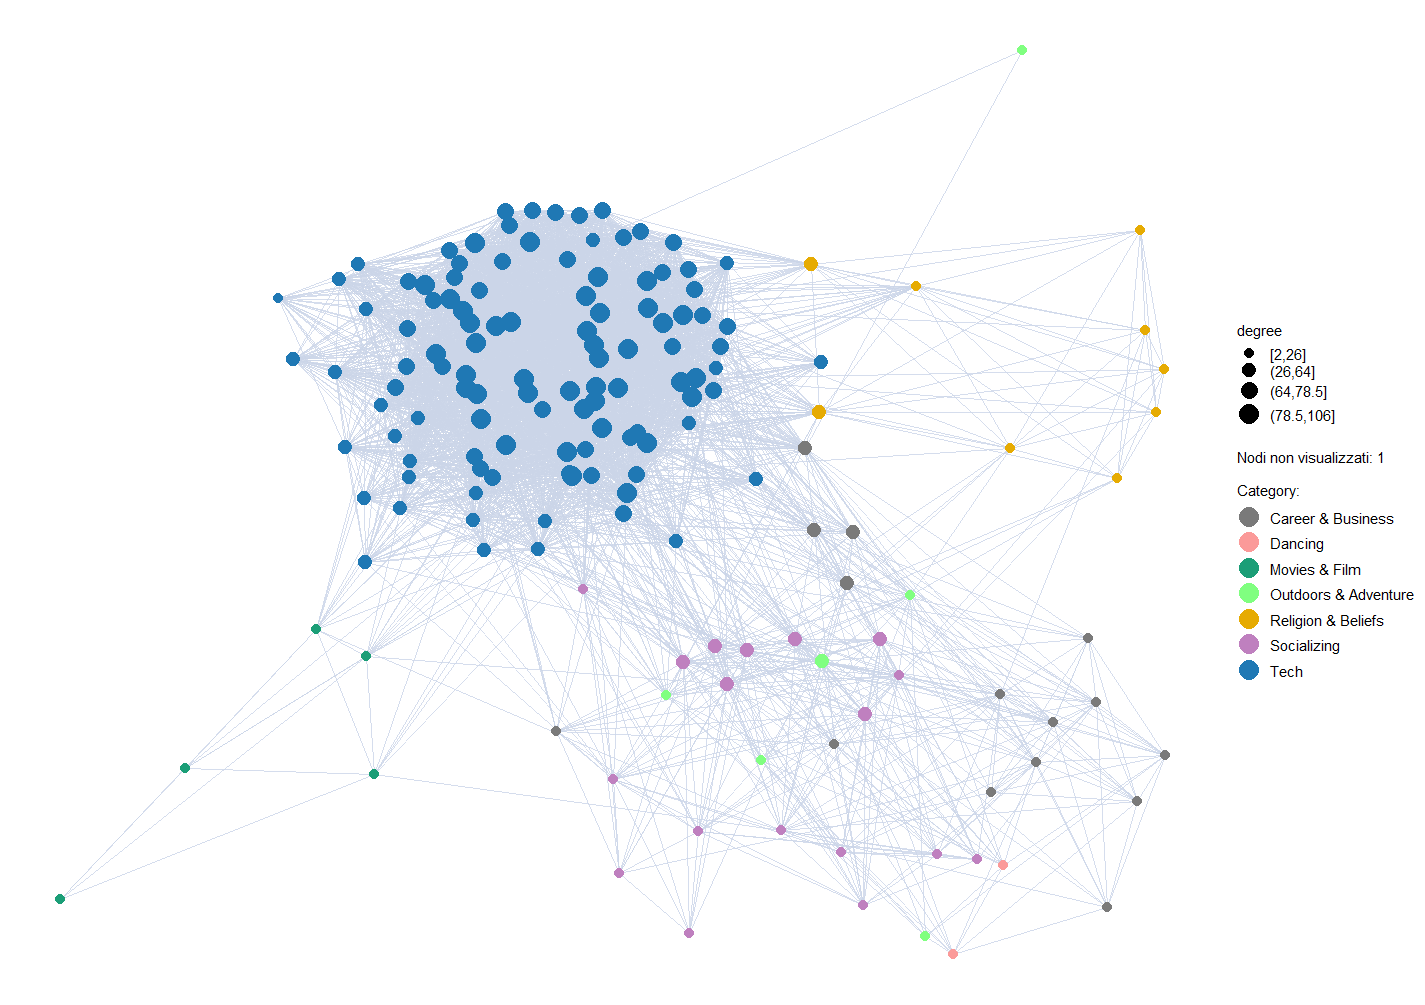 degree
[2,26]
(26,64]
(64,78.5]
(78.5,106]
Nodi non visualizzati: 1
Category:
Career & Business
Dancing
Movies & Film
Outdoors & Adventure
Religion & Beliefs
Socializing
Tech